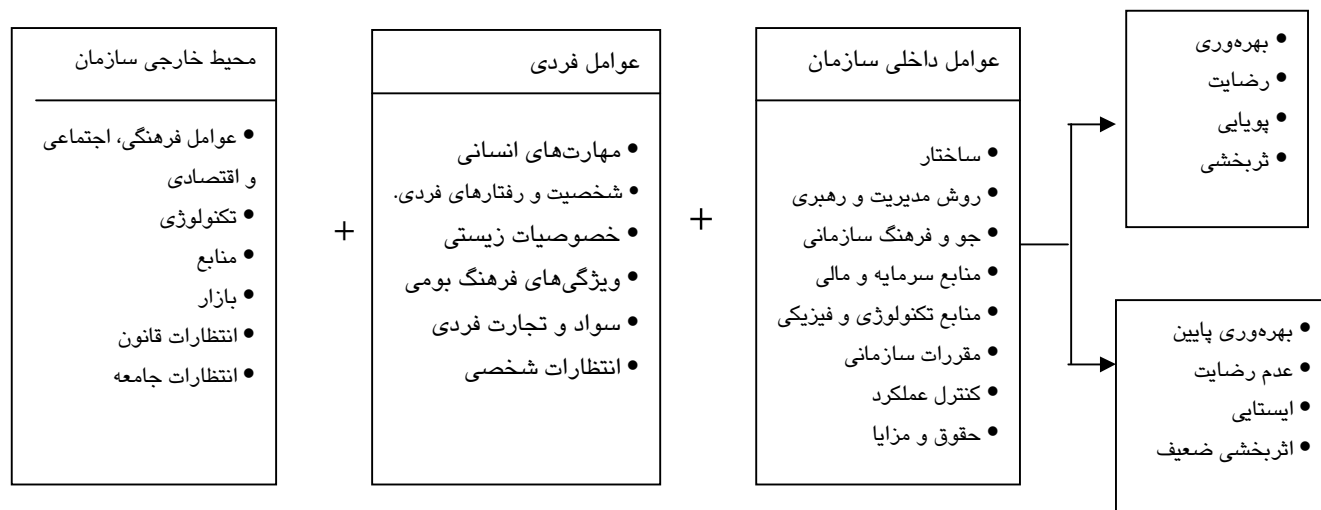 محیط خارجی سازمان
• عوامل فرهنگی، اجتماعی
و اقتصادی
• تکنولوژی
• منابع
• بازار
• انتظارات قانون
• انتظارات جامعه
+
عوامل فردی
• مهارت‌های انسانی
• شخصیت و رفتارهای فردی.
• خصوصیات زیستی
• ویژگی‌های فرهنگ بومی
• سواد و تجارت فردی
• انتظارات شخصی
+
عوامل داخلی سازمان
• ساختار
• روش مدیریت و رهبری
• جو و فرهنگ سازمانی
• منابع سرمایه و مالی
• منابع تکنولوژی و فیزیکی
• مقررات سازمانی
• کنترل عملکرد
• حقوق و مزایا
• بهره‌وری
• رضایت
• پویایی
• ثربخشی
• بهره‌وری پایین
• عدم رضایت
• ایستایی
• اثربخشی ضعیف